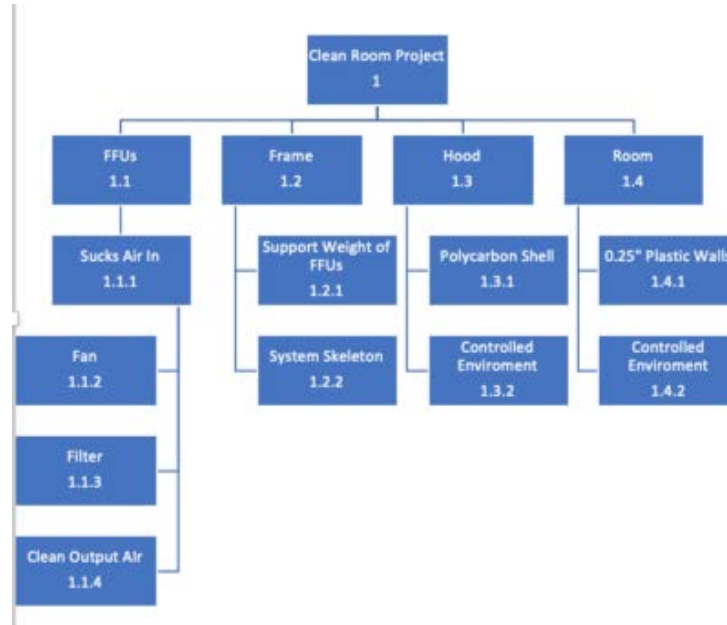 Clean Room Project
1
FFUs
1.1
Frame
1.2
Hood
1.3
Room
1.4
Sucks Air In
1.1.1
Support Weight of
FFUs
1.2.1
Polycarbon Shell
1.3.1
0.25" Plastic Walls
1.4.1
Fan
1.1.2
System Skeleton
1.2.2
Controlled
Enviroment
1.3.2
Controlled
Enviroment
1.4.2
Filter
1.1.3
Clean Output Air
1.1.4